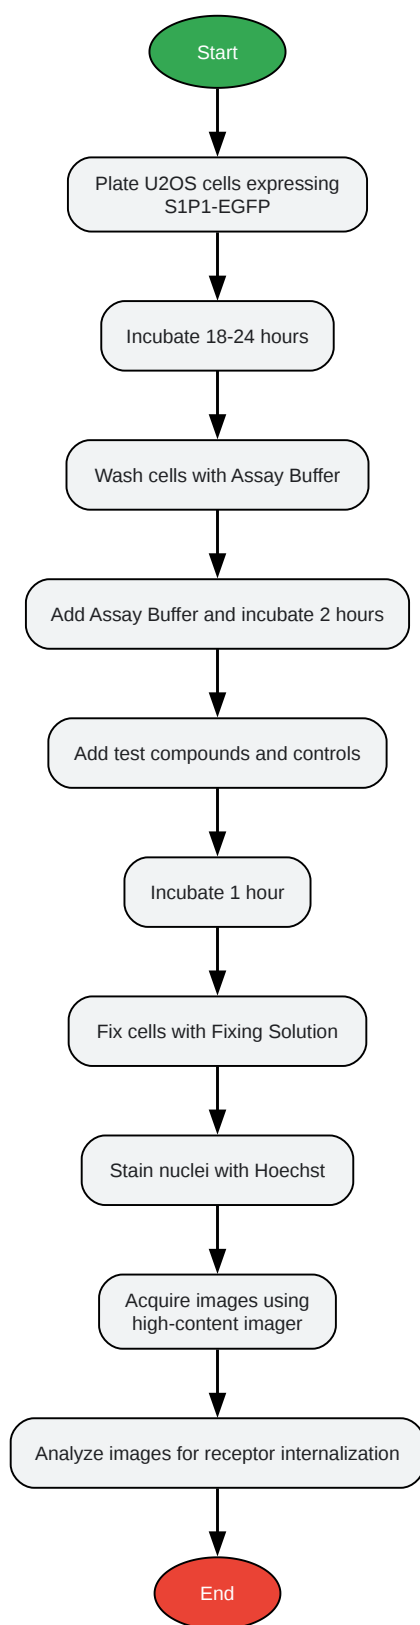 Start
Plate U2OS cells expressing
S1P1-EGFP
Incubate 18-24 hours
Wash cells with Assay Buffer
Add Assay Buffer and incubate 2 hours
Add test compounds and controls
Incubate 1 hour
Fix cells with Fixing Solution
Stain nuclei with Hoechst
Acquire images using
high-content imager
Analyze images for receptor internalization
End